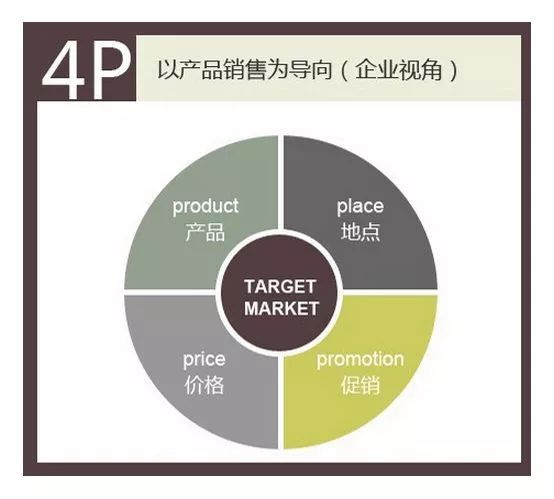 4P
以产品销售为导向（企业视角）
product
产品
place
地点
TARGET
MARKET
price
价格
promotion
促销